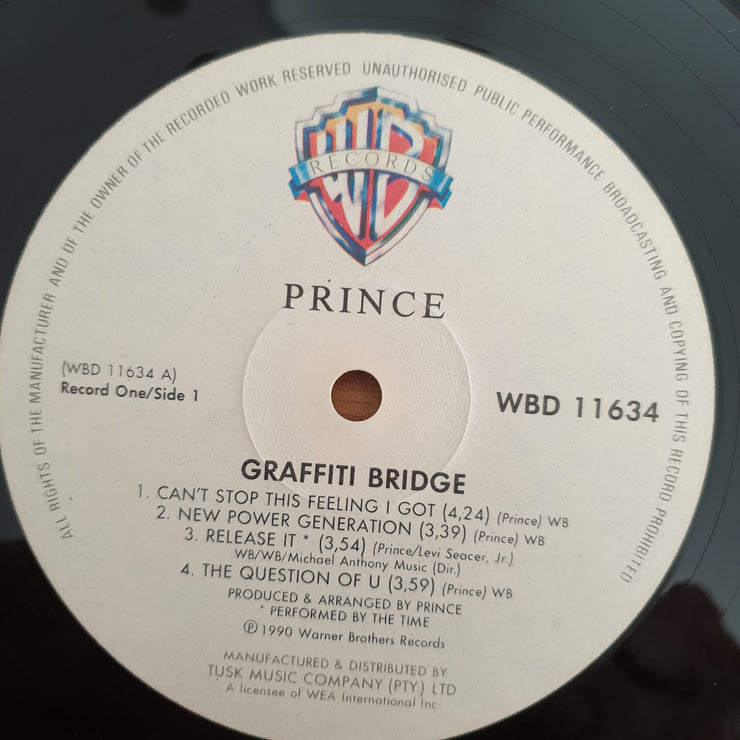 ALL RIGHTS OF THE MANUFACTURER AND OF THE OWNER OF THE RECORDED WORK RESERVED. UNAUTHORISED PUBLIC PERFORMANCE BROADCASTING AND COPYING OF THIS RECORD PROHIBITED
WB
RECORDS
PRINCE
(WBD 11634 A)
Record One/Side 1
WBD 11634
GRAFFITI BRIDGE
1. CAN'T STOP THIS FEELING I GOT (4,24) (Prince) WB
2. NEW POWER GENERATION (3,39) (Prince) WB
3. RELEASE IT * (3,54) (Prince/Levi Seacer, Jr.)
WB/WB/Michael Anthony Music (Dir.)
4. THE QUESTION OF U (3,59) (Prince) WB
PRODUCED & ARRANGED BY PRINCE
* PERFORMED BY THE TIME
℗ 1990 Warner Brothers Records
MANUFACTURED & DISTRIBUTED BY
TUSK MUSIC COMPANY (PTY.) LTD
A licensee of WEA International Inc